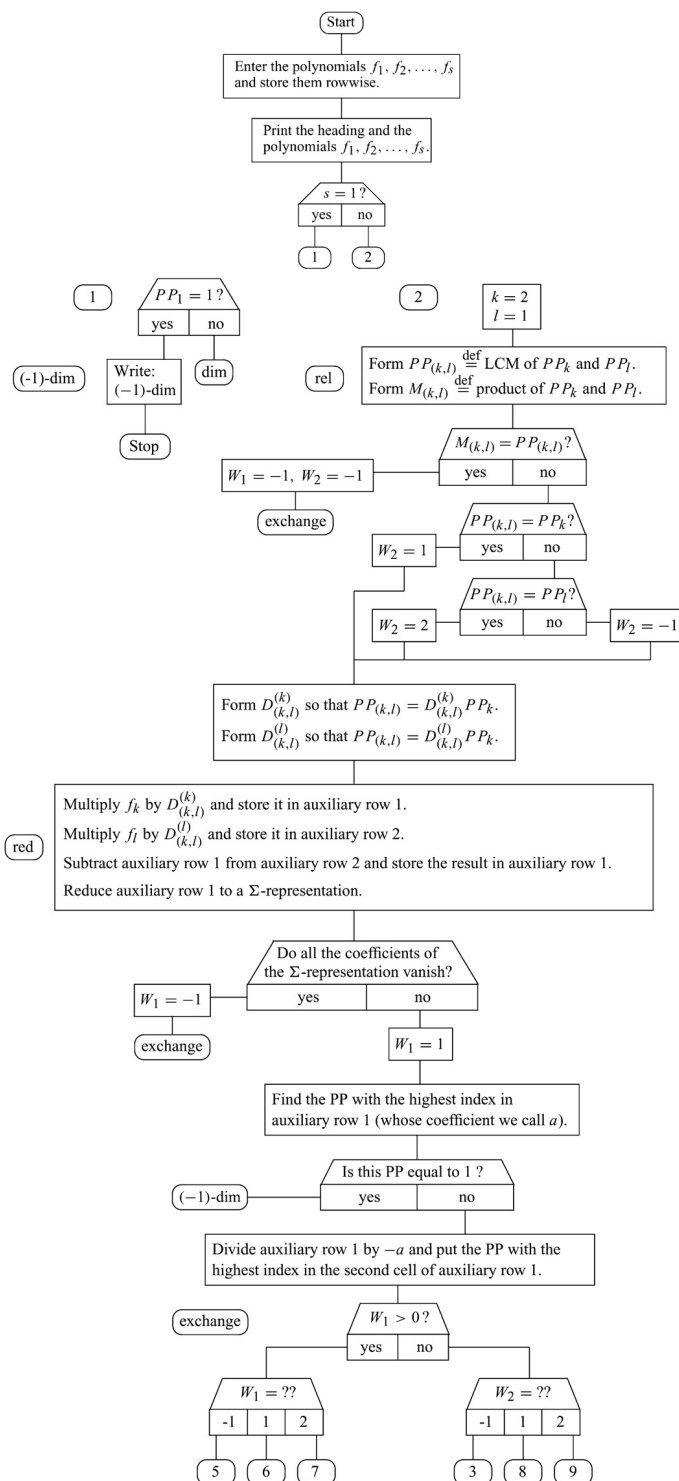 Start
Enter the polynomials f₁, f₂, . . . , fₛ
and store them rowwise.
Print the heading and the
polynomials f₁, f₂, . . . , fₛ.
s = 1?
yes no
1 2
1
PP₁ = 1?
yes no
(-1)-dim
Write:
(−1)-dim
dim
Stop
2
k = 2
l = 1
rel
Form PP₍ₖ,ₗ₎ ≝ LCM of PPₖ and PPₗ.
Form M₍ₖ,ₗ₎ ≝ product of PPₖ and PPₗ.
M₍ₖ,ₗ₎ = PP₍ₖ,ₗ₎?
yes no
W₁ = −1, W₂ = −1
exchange
PP₍ₖ,ₗ₎ = PPₖ?
yes no
W₂ = 1
PP₍ₖ,ₗ₎ = PPₗ?
yes no
W₂ = 2
W₂ = −1
Form D_{(k,l)}^{(k)} so that PP₍ₖ,ₗ₎ = D_{(k,l)}^{(k)} PPₖ.
Form D_{(k,l)}^{(l)} so that PP₍ₖ,ₗ₎ = D_{(k,l)}^{(l)} PPₖ.
red
Multiply fₖ by D_{(k,l)}^{(k)} and store it in auxiliary row 1.
Multiply fₗ by D_{(k,l)}^{(l)} and store it in auxiliary row 2.
Subtract auxiliary row 1 from auxiliary row 2 and store the result in auxiliary row 1.
Reduce auxiliary row 1 to a Σ-representation.
Do all the coefficients of
the Σ-representation vanish?
yes no
W₁ = −1
exchange
W₁ = 1
Find the PP with the highest index in
auxiliary row 1 (whose coefficient we call a).
Is this PP equal to 1 ?
yes no
(−1)-dim
Divide auxiliary row 1 by −a and put the PP with the
highest index in the second cell of auxiliary row 1.
exchange
W₁ > 0?
yes no
W₁ = ??
-1 1 2
5 6 7
W₂ = ??
-1 1 2
3 8 9